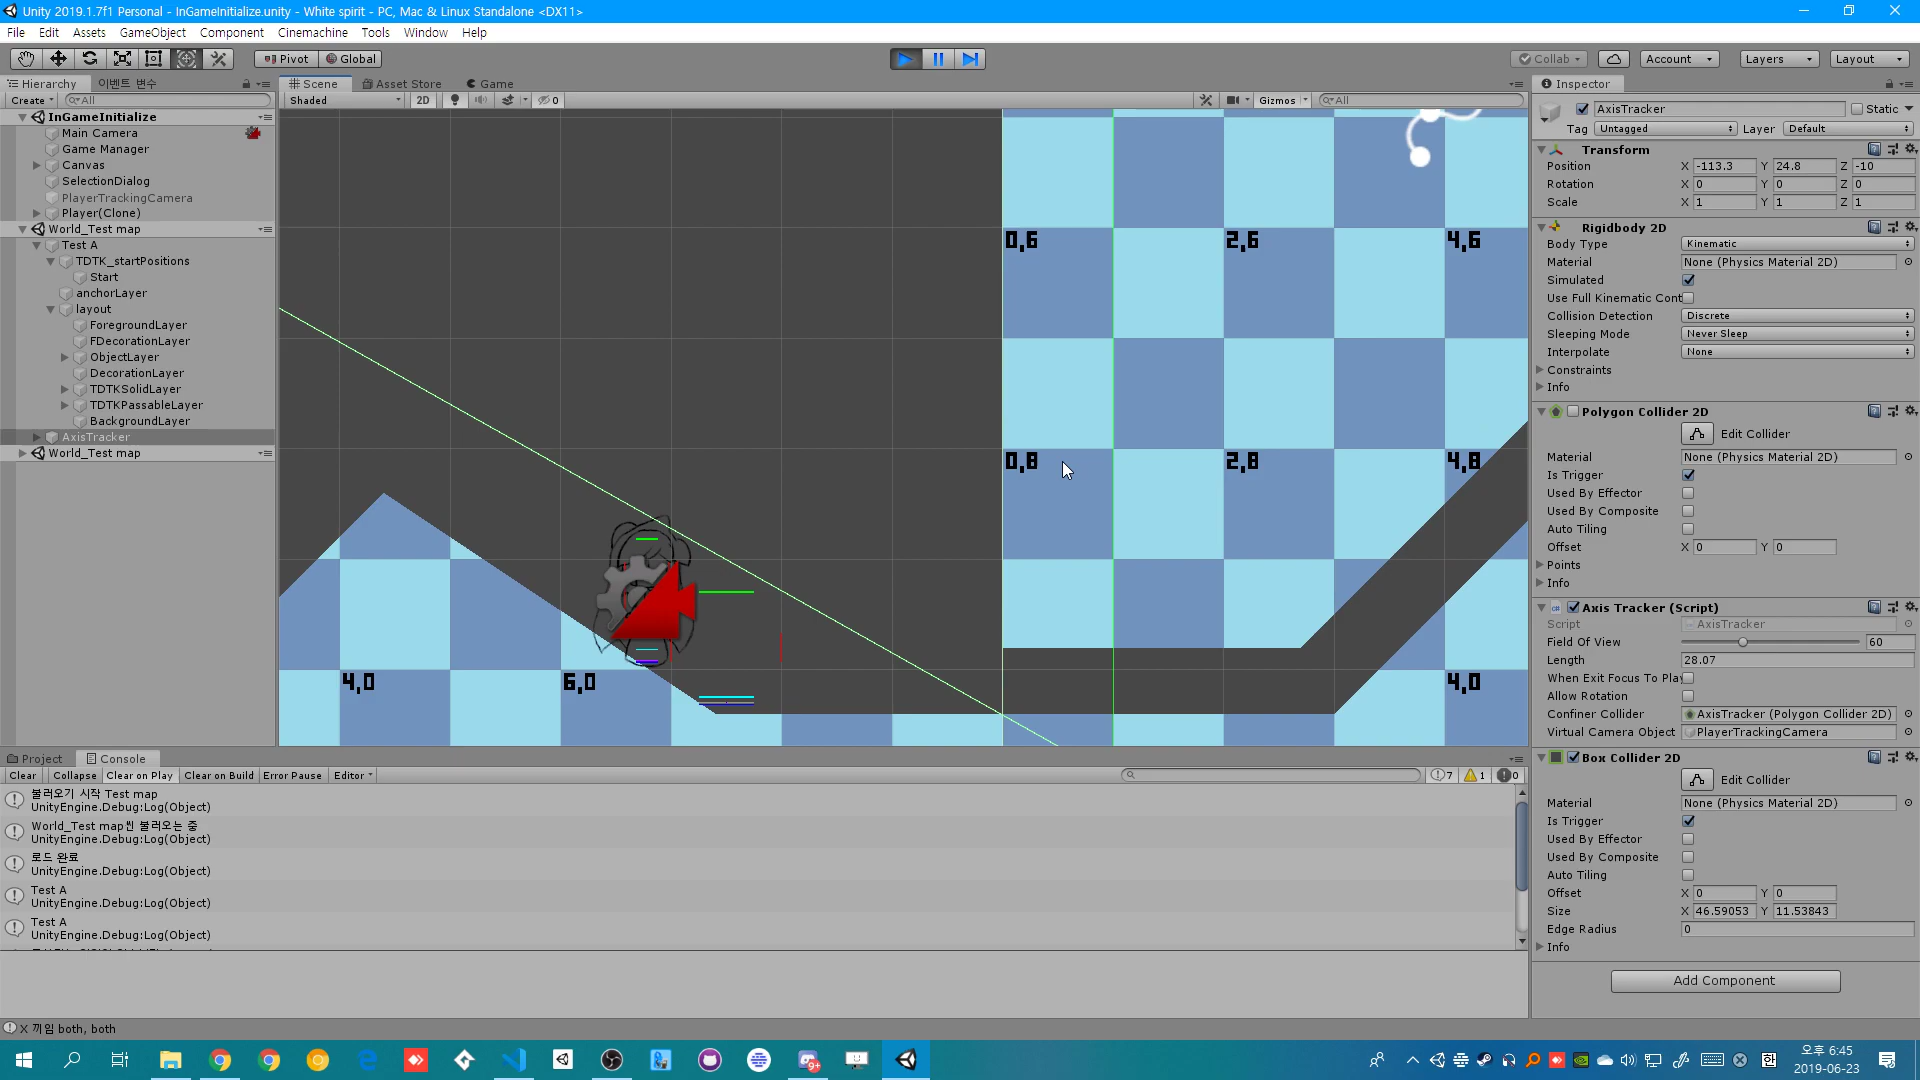 Unity 2019.1.7f1 Personal - InGameInitialize.unity - White spirit - PC, Mac & Linux Standalone <DX11>
File Edit Assets GameObject Component Cinemachine Tools Window Help
Pivot Global
Collab Account Layers Layout
Hierarchy 이벤트 변수
Create All
InGameInitialize
Main Camera
Game Manager
Canvas
SelectionDialog
PlayerTrackingCamera
Player(Clone)
World_Test map
Test A
TDTK_startPositions
Start
anchorLayer
layout
ForegroundLayer
FDecorationLayer
ObjectLayer
DecorationLayer
TDTKSolidLayer
TDTKPassableLayer
BackgroundLayer
AxisTracker
World_Test map
Scene Asset Store Game
Shaded 2D 0 Gizmos All
0,6 2,6 4,6
0,8 2,8 4,8
4,0 6,0 4,0
Inspector
AxisTracker Static
Tag Untagged Layer Default
Transform
Position X -113.3 Y 24.8 Z -10
Rotation X 0 Y 0 Z 0
Scale X 1 Y 1 Z 1
Rigidbody 2D
Body Type Kinematic
Material None (Physics Material 2D)
Simulated
Use Full Kinematic Cont
Collision Detection Discrete
Sleeping Mode Never Sleep
Interpolate None
Constraints
Info
Polygon Collider 2D
Edit Collider
Material None (Physics Material 2D)
Is Trigger
Used By Effector
Used By Composite
Auto Tiling
Offset X 0 Y 0
Points
Info
Axis Tracker (Script)
Script AxisTracker
Field Of View 60
Length 28.07
When Exit Focus To Play
Allow Rotation
Confiner Collider AxisTracker (Polygon Collider 2D)
Virtual Camera Object PlayerTrackingCamera
Box Collider 2D
Edit Collider
Material None (Physics Material 2D)
Is Trigger
Used By Effector
Used By Composite
Auto Tiling
Offset X 0 Y 0
Size X 46.59053 Y 11.53843
Edge Radius 0
Info
Add Component
Project Console
Clear Collapse Clear on Play Clear on Build Error Pause Editor 7 1 0
불러오기 시작 Test map
UnityEngine.Debug:Log(Object)
World_Test map씬 불러오는 중
UnityEngine.Debug:Log(Object)
로드 완료
UnityEngine.Debug:Log(Object)
Test A
UnityEngine.Debug:Log(Object)
Test A
UnityEngine.Debug:Log(Object)
X 끼임 both, both
9+
한
오후 6:45
2019-06-23